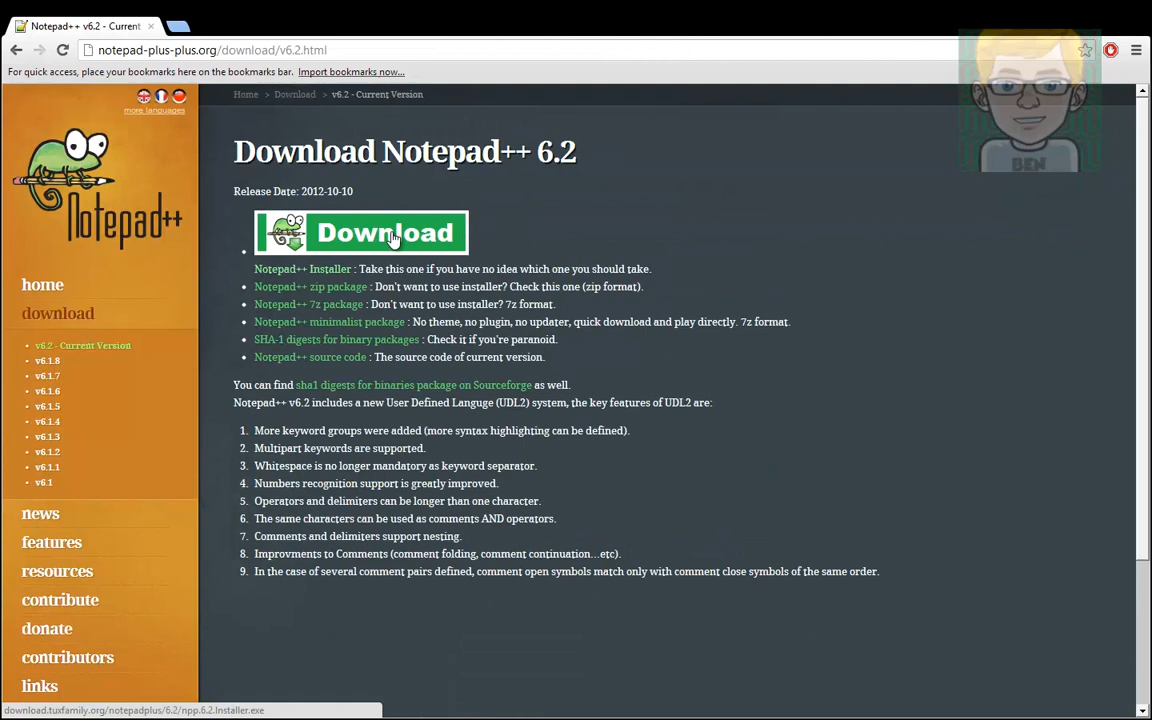 Notepad++ v6.2 - Current
notepad-plus-plus.org/download/v6.2.html
For quick access, place your bookmarks here on the bookmarks bar. Import bookmarks now...
more languages
Notepad++
home
download
v6.2 - Current Version
v6.1.8
v6.1.7
v6.1.6
v6.1.5
v6.1.4
v6.1.3
v6.1.2
v6.1.1
v6.1
news
features
resources
contribute
donate
contributors
links
Home > Download > v6.2 - Current Version
Download Notepad++ 6.2
Release Date: 2012-10-10
Download
Notepad++ Installer : Take this one if you have no idea which one you should take.
Notepad++ zip package : Don't want to use installer? Check this one (zip format).
Notepad++ 7z package : Don't want to use installer? 7z format.
Notepad++ minimalist package : No theme, no plugin, no updater, quick download and play directly. 7z format.
SHA-1 digests for binary packages : Check it if you're paranoid.
Notepad++ source code : The source code of current version.
You can find sha1 digests for binaries package on Sourceforge as well.
Notepad++ v6.2 includes a new User Defined Languge (UDL2) system, the key features of UDL2 are:
1. More keyword groups were added (more syntax highlighting can be defined).
2. Multipart keywords are supported.
3. Whitespace is no longer mandatory as keyword separator.
4. Numbers recognition support is greatly improved.
5. Operators and delimiters can be longer than one character.
6. The same characters can be used as comments AND operators.
7. Comments and delimiters support nesting.
8. Improvments to Comments (comment folding, comment continuation...etc).
9. In the case of several comment pairs defined, comment open symbols match only with comment close symbols of the same order.
BEN
download.tuxfamily.org/notepadplus/6.2/npp.6.2.Installer.exe